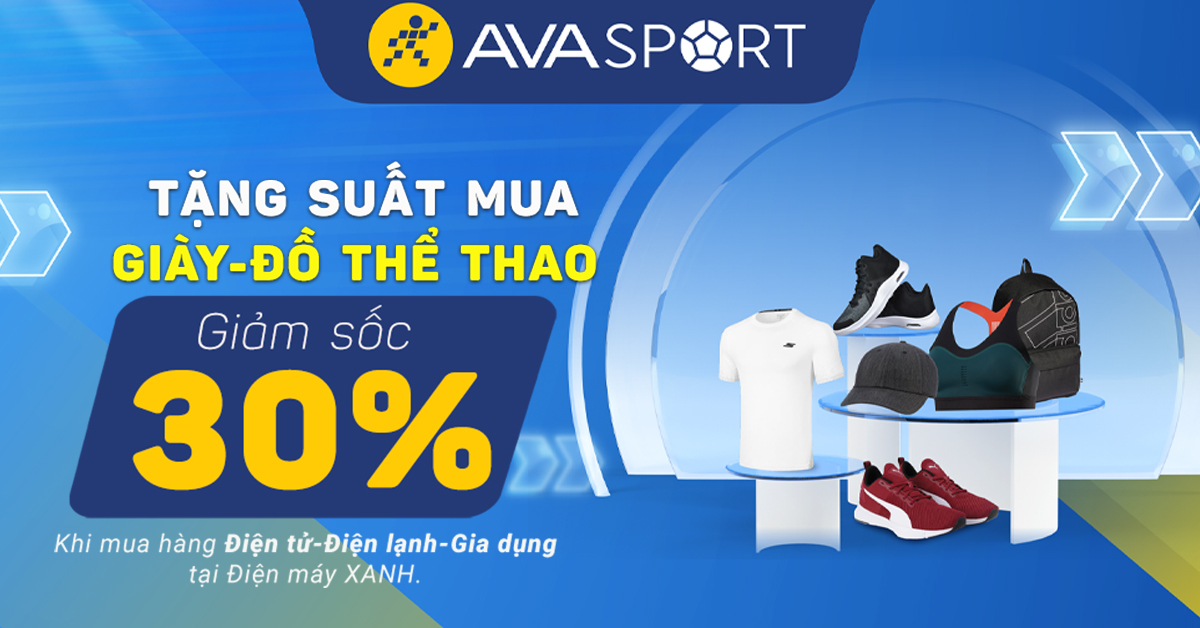 AVASPORT
TẶNG SUẤT MUA
GIÀY-ĐỒ THỂ THAO
Giảm sốc
30%
Khi mua hàng Điện tử-Điện lạnh-Gia dụng
tại Điện máy XANH.